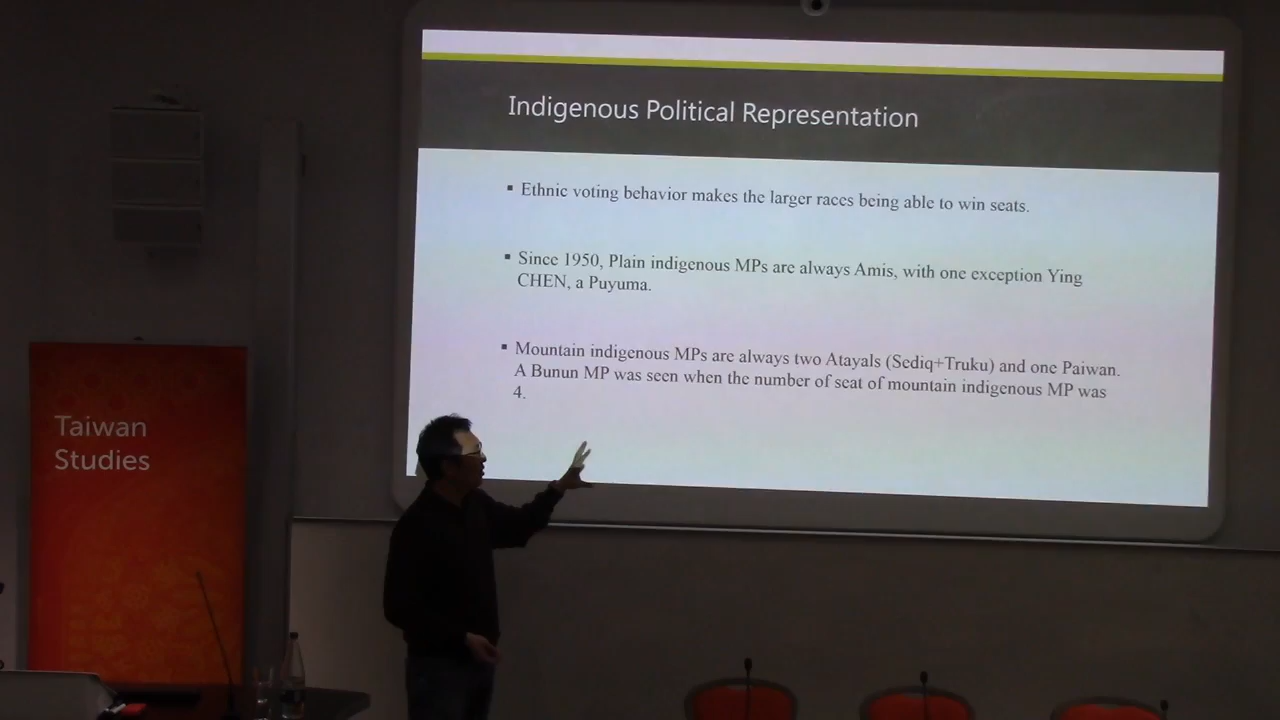 Indigenous Political Representation
▪ Ethnic voting behavior makes the larger races being able to win seats.
▪ Since 1950, Plain indigenous MPs are always Amis, with one exception Ying
CHEN, a Puyuma.
▪ Mountain indigenous MPs are always two Atayals (Sediq+Truku) and one Paiwan.
A Bunun MP was seen when the number of seat of mountain indigenous MP was
4.
Taiwan
Studies